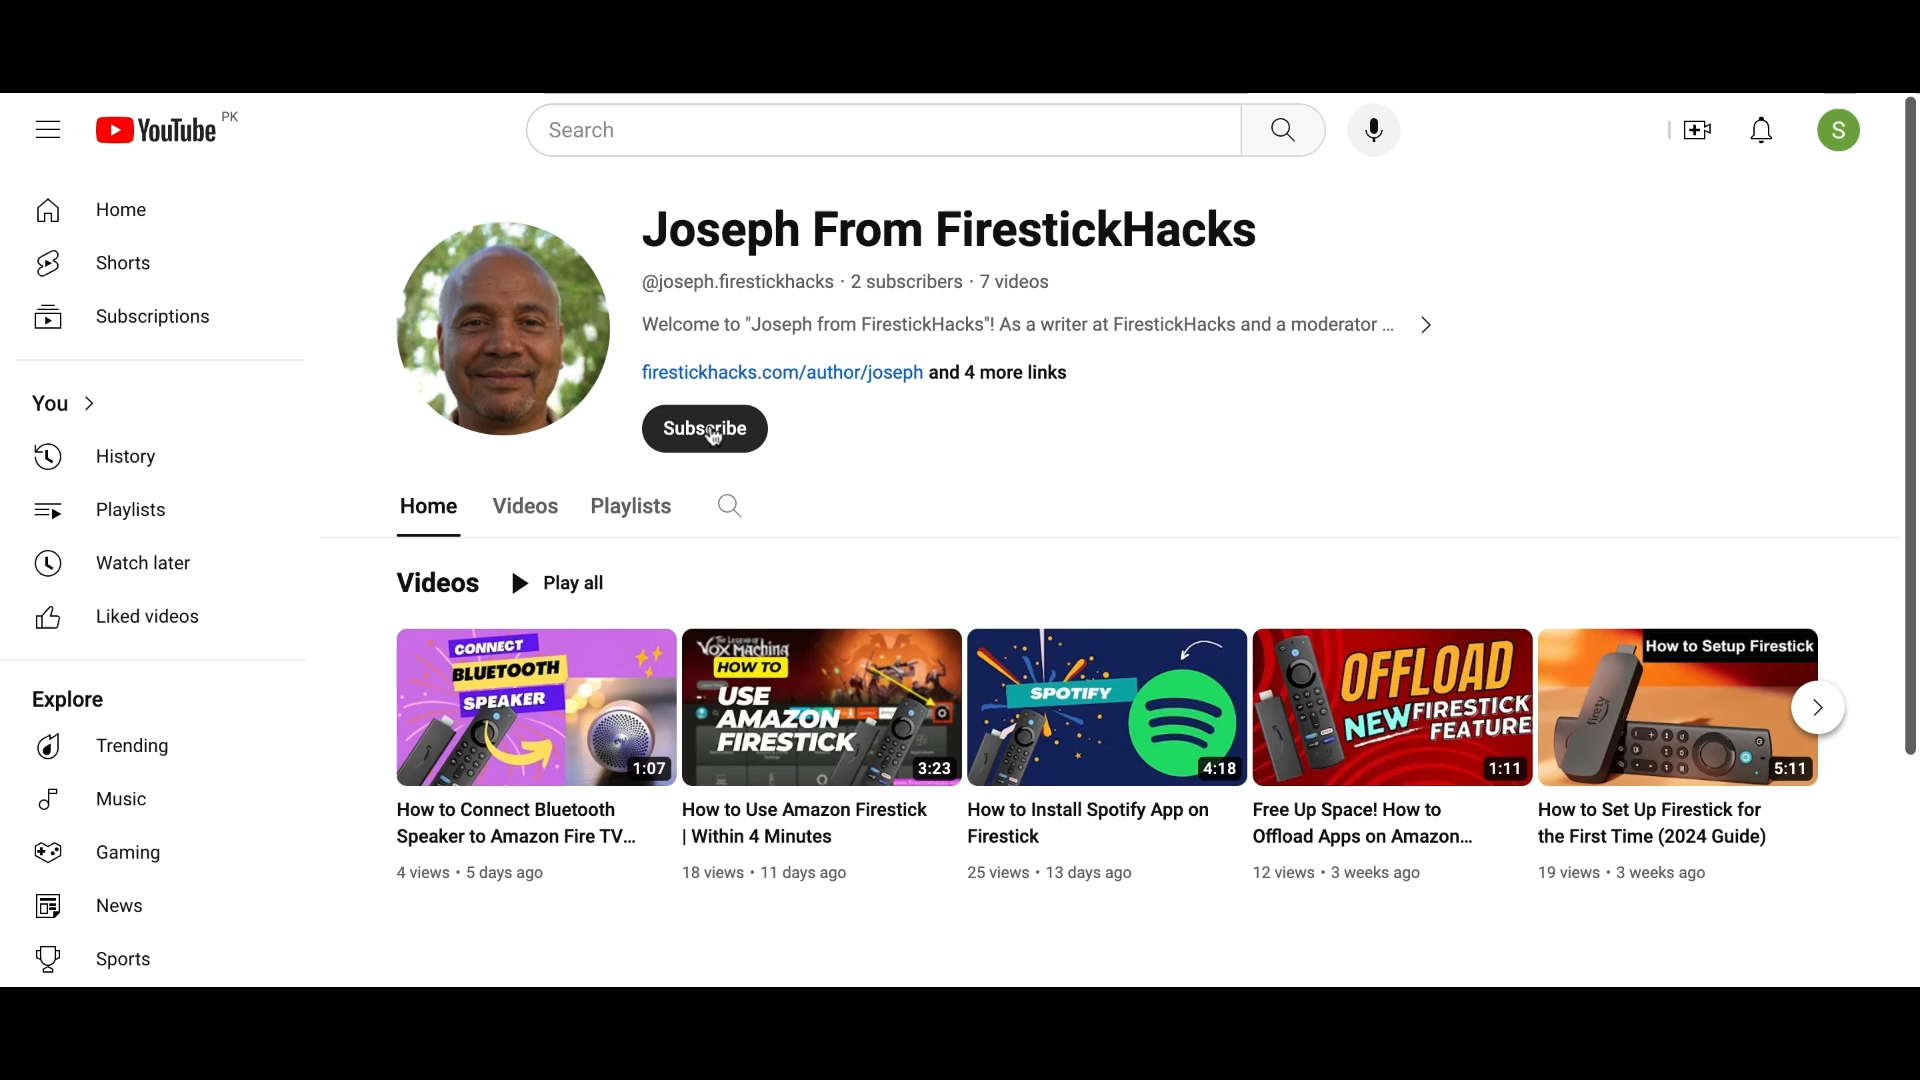 YouTube PK
Search
S
Home
Shorts
Subscriptions
You
History
Playlists
Watch later
Liked videos
Explore
Trending
Music
Gaming
News
Sports
Joseph From FirestickHacks
@joseph.firestickhacks · 2 subscribers · 7 videos
Welcome to "Joseph from FirestickHacks"! As a writer at FirestickHacks and a moderator ...
firestickhacks.com/author/joseph and 4 more links
Subscribe
Home Videos Playlists
Videos Play all
CONNECT
BLUETOOTH
SPEAKER
1:07
How to Connect Bluetooth
Speaker to Amazon Fire TV...
4 views • 5 days ago
THE LEGEND OF
VOX MACHINA
HOW TO
USE
AMAZON
FIRESTICK
3:23
How to Use Amazon Firestick
| Within 4 Minutes
18 views • 11 days ago
SPOTIFY
4:18
How to Install Spotify App on
Firestick
25 views • 13 days ago
OFFLOAD
NEW FIRESTICK
FEATURE
1:11
Free Up Space! How to
Offload Apps on Amazon...
12 views • 3 weeks ago
How to Setup Firestick
firetv
5:11
How to Set Up Firestick for
the First Time (2024 Guide)
19 views • 3 weeks ago